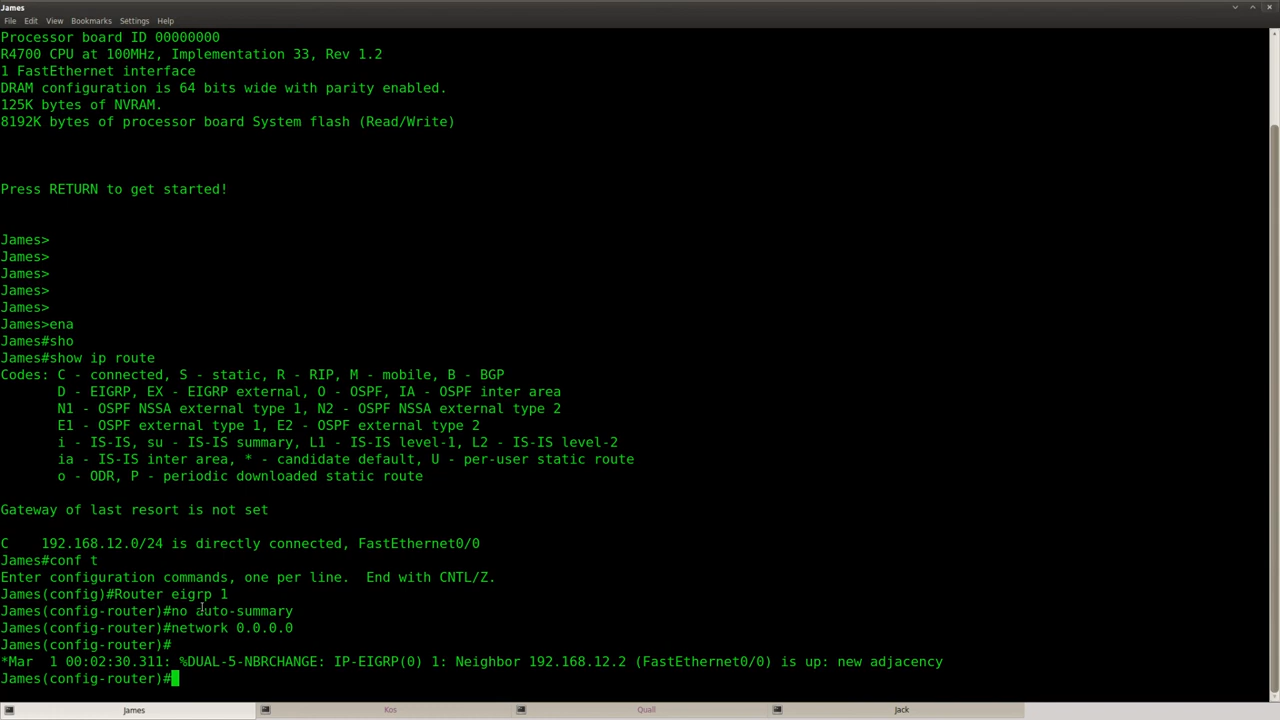 James
File Edit View Bookmarks Settings Help
Processor board ID 00000000
R4700 CPU at 100MHz, Implementation 33, Rev 1.2
1 FastEthernet interface
DRAM configuration is 64 bits wide with parity enabled.
125K bytes of NVRAM.
8192K bytes of processor board System flash (Read/Write)
Press RETURN to get started!
James>
James>
James>
James>
James>
James>ena
James#sho
James#show ip route
Codes: C - connected, S - static, R - RIP, M - mobile, B - BGP
D - EIGRP, EX - EIGRP external, O - OSPF, IA - OSPF inter area
N1 - OSPF NSSA external type 1, N2 - OSPF NSSA external type 2
E1 - OSPF external type 1, E2 - OSPF external type 2
i - IS-IS, su - IS-IS summary, L1 - IS-IS level-1, L2 - IS-IS level-2
ia - IS-IS inter area, * - candidate default, U - per-user static route
o - ODR, P - periodic downloaded static route
Gateway of last resort is not set
C    192.168.12.0/24 is directly connected, FastEthernet0/0
James#conf t
Enter configuration commands, one per line.  End with CNTL/Z.
James(config)#Router eigrp 1
James(config-router)#no auto-summary
James(config-router)#network 0.0.0.0
James(config-router)#
*Mar  1 00:02:30.311: %DUAL-5-NBRCHANGE: IP-EIGRP(0) 1: Neighbor 192.168.12.2 (FastEthernet0/0) is up: new adjacency
James(config-router)#
James Kos Quall Jack